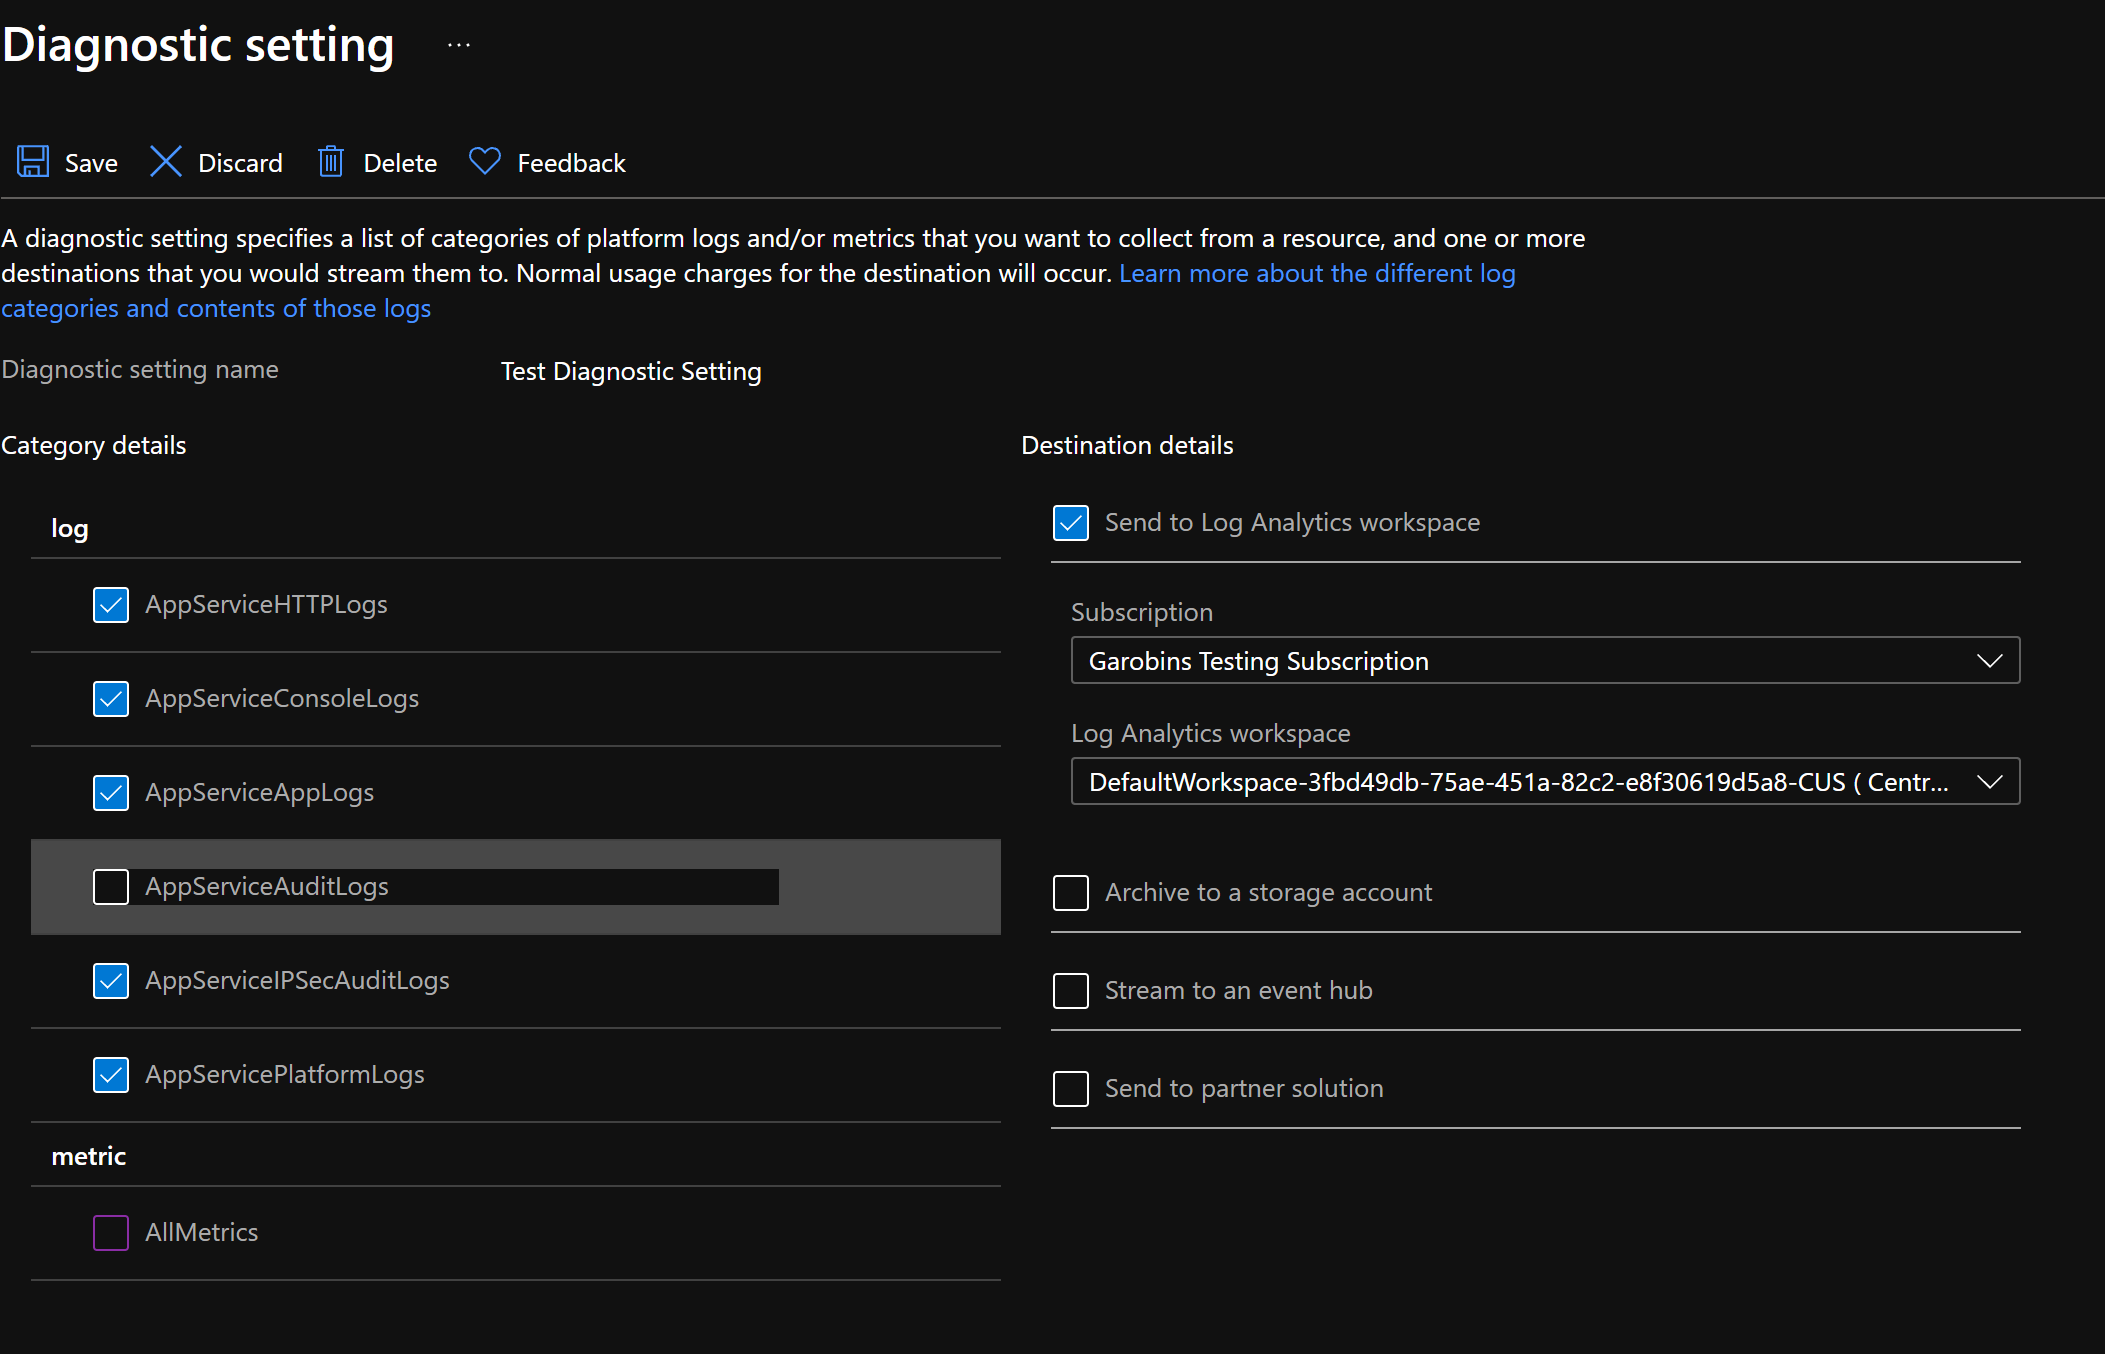 Diagnostic setting ...
Save Discard Delete Feedback
A diagnostic setting specifies a list of categories of platform logs and/or metrics that you want to collect from a resource, and one or more
destinations that you would stream them to. Normal usage charges for the destination will occur. Learn more about the different log
categories and contents of those logs
Diagnostic setting name Test Diagnostic Setting
Category details
log
AppServiceHTTPLogs
AppServiceConsoleLogs
AppServiceAppLogs
AppServiceAuditLogs
AppServiceIPSecAuditLogs
AppServicePlatformLogs
metric
AllMetrics
Destination details
Send to Log Analytics workspace
Subscription
Garobins Testing Subscription
Log Analytics workspace
DefaultWorkspace-3fbd49db-75ae-451a-82c2-e8f30619d5a8-CUS ( Centr...
Archive to a storage account
Stream to an event hub
Send to partner solution